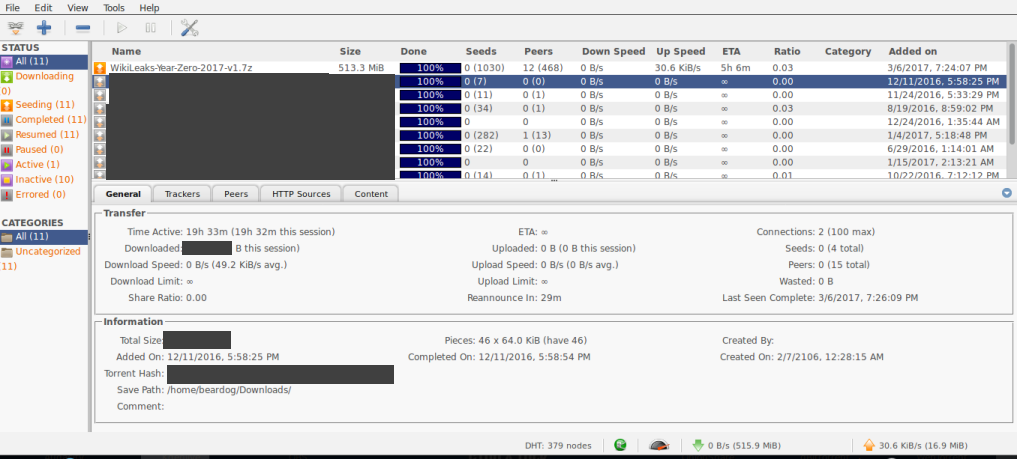 File Edit View Tools Help
STATUS
All (11)
Downloading
0)
Seeding (11)
Completed (11)
Resumed (11)
Paused (0)
Active (1)
Inactive (10)
Errored (0)
CATEGORIES
All (11)
Uncategorized
11)
Name Size Done Seeds Peers Down Speed Up Speed ETA Ratio Category Added on
WikiLeaks-Year-Zero-2017-v1.7z 513.3 MiB 100% 0 (1030) 12 (468) 0 B/s 30.6 KiB/s 5h 6m 0.03 3/6/2017, 7:24:07 PM
100% 0 (7) 0 (0) 0 B/s 0 B/s ∞ 0.00 12/11/2016, 5:58:25 PM
100% 0 (11) 0 (1) 0 B/s 0 B/s ∞ 0.00 11/24/2016, 5:33:29 PM
100% 0 (34) 0 (1) 0 B/s 0 B/s ∞ 0.03 8/19/2016, 8:59:02 PM
100% 0 0 0 B/s 0 B/s ∞ 0.00 12/24/2016, 1:35:44 AM
100% 0 (282) 1 (13) 0 B/s 0 B/s ∞ 0.00 1/4/2017, 5:18:48 PM
100% 0 (22) 0 (0) 0 B/s 0 B/s ∞ 0.00 6/29/2016, 1:14:01 AM
100% 0 0 0 B/s 0 B/s ∞ 0.00 1/15/2017, 2:13:21 AM
100% 0 (14) 0 (1) 0 B/s 0 B/s ∞ 0.01 10/22/2016, 7:12:12 PM
General Trackers Peers HTTP Sources Content
Transfer
Time Active: 19h 33m (19h 32m this session) ETA: ∞ Connections: 2 (100 max)
Downloaded: B this session) Uploaded: 0 B (0 B this session) Seeds: 0 (4 total)
Download Speed: 0 B/s (49.2 KiB/s avg.) Upload Speed: 0 B/s (0 B/s avg.) Peers: 0 (15 total)
Download Limit: ∞ Upload Limit: ∞ Wasted: 0 B
Share Ratio: 0.00 Reannounce In: 29m Last Seen Complete: 3/6/2017, 7:26:09 PM
Information
Total Size: Pieces: 46 x 64.0 KiB (have 46) Created By:
Added On: 12/11/2016, 5:58:25 PM Completed On: 12/11/2016, 5:58:54 PM Created On: 2/7/2106, 12:28:15 AM
Torrent Hash:
Save Path: /home/beardog/Downloads/
Comment:
DHT: 379 nodes 0 B/s (515.9 MiB) 30.6 KiB/s (16.9 MiB)